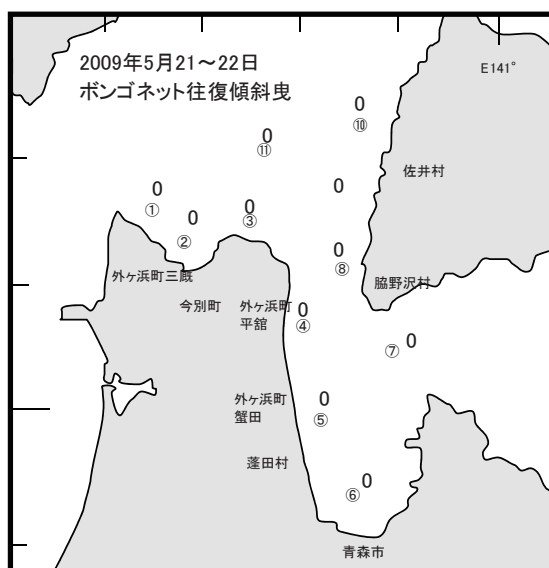 2009年5月21～22日
ボンゴネット往復傾斜曳
E141°
0
⑩
0
⑪
佐井村
0
0
①
0
③
0
②
0
⑧
外ヶ浜町三厩
脇野沢村
今別町
外ヶ浜町
平舘
0
④
0
⑦
外ヶ浜町
蟹田
0
⑤
蓬田村
0
⑥
青森市